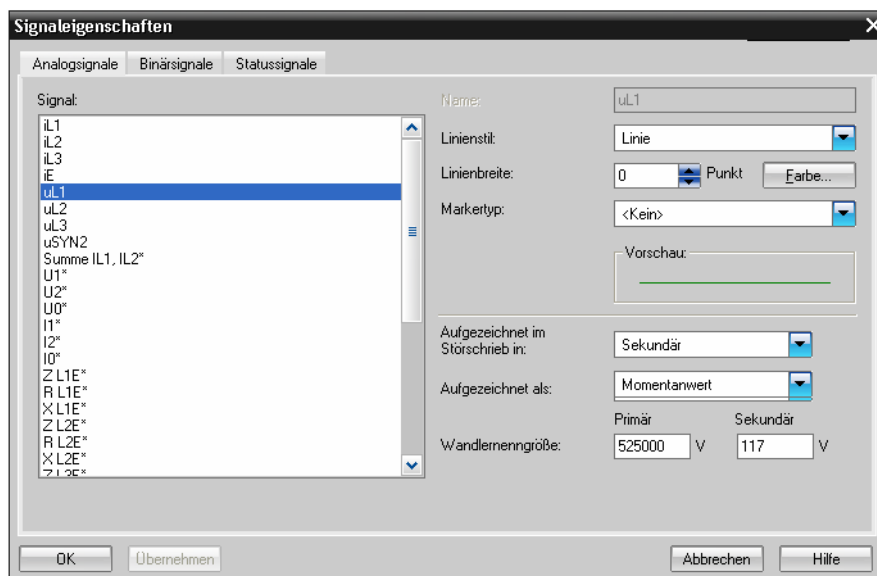 Signaleigenschaften
Analogsignale Binärsignale Statussignale
Signal:
iL1
iL2
iL3
iE
uL1
uL2
uL3
uSYN2
Summe IL1, IL2*
U1*
U2*
U0*
I1*
I2*
I0*
Z L1E*
R L1E*
X L1E*
Z L2E*
R L2E*
X L2E*
Z L3E*
Name: uL1
Linienstil: Linie
Linienbreite: 0 Punkt Farbe...
Markertyp: <Kein>
Vorschau:
Aufgezeichnet im
Störschrieb in: Sekundär
Aufgezeichnet als: Momentanwert
Primär Sekundär
Wandlernenngröße: 525000 V 117 V
OK Übernehmen Abbrechen Hilfe